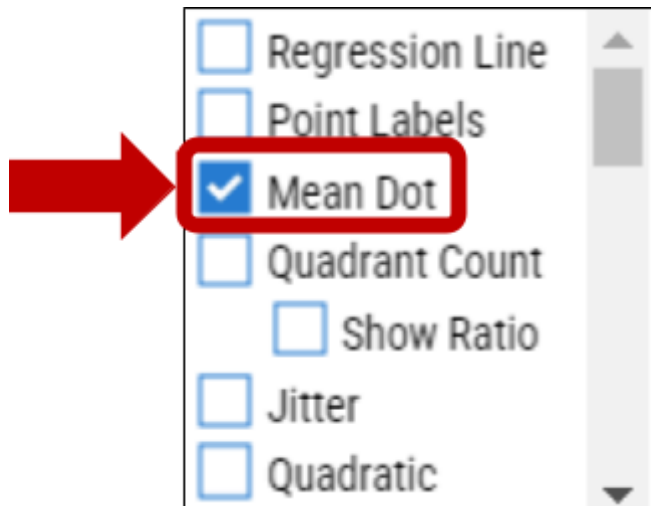 Regression Line
Point Labels
Mean Dot
Quadrant Count
Show Ratio
Jitter
Quadratic